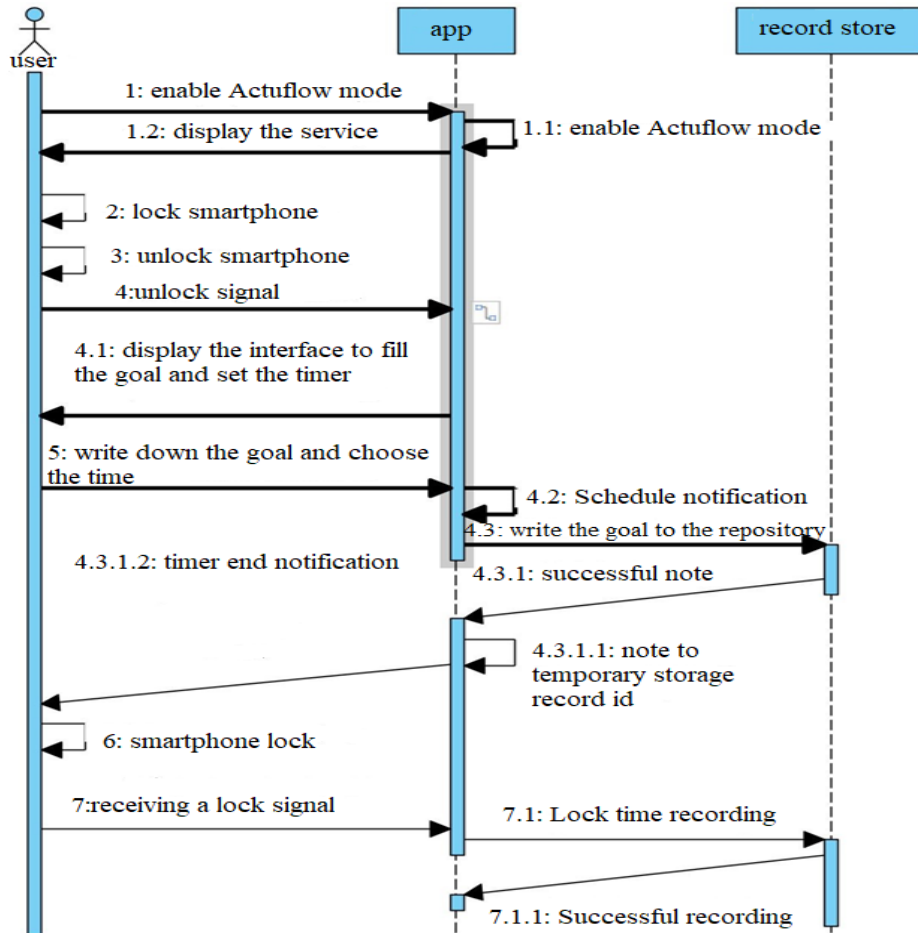 app
record store
user
1: enable Actuflow mode
1.1: enable Actuflow mode
1.2: display the service
2: lock smartphone
3: unlock smartphone
4:unlock signal
4.1: display the interface to fill
the goal and set the timer
5: write down the goal and choose
the time
4.2: Schedule notification
4.3: write the goal to the repository
4.3.1.2: timer end notification
4.3.1: successful note
4.3.1.1: note to
temporary storage
record id
6: smartphone lock
7:receiving a lock signal
7.1: Lock time recording
7.1.1: Successful recording